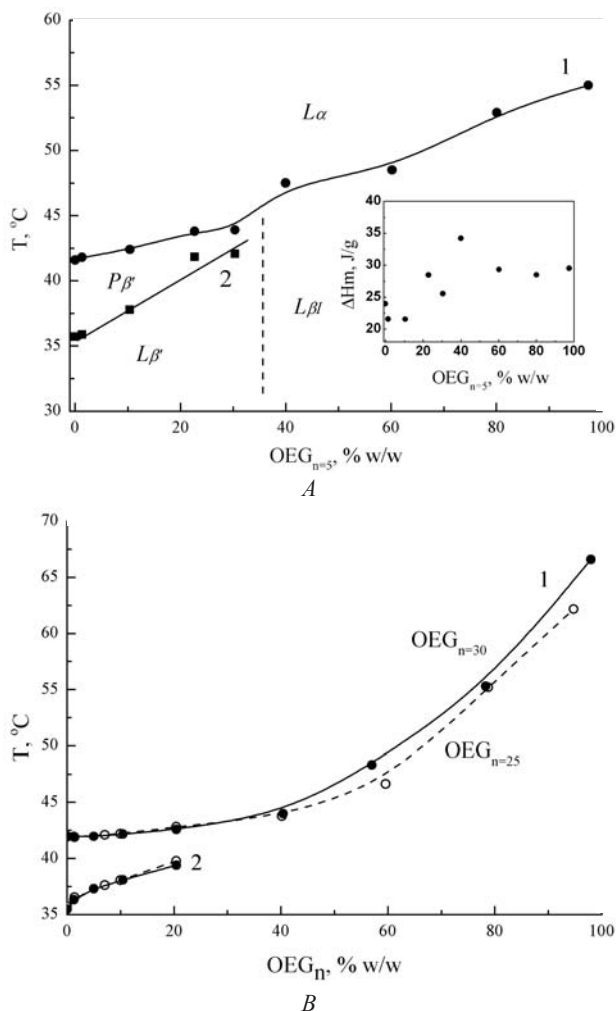 60
55
50
45
40
35
30
T, °C
1
Lα
Pβ'
2
Lβ'
LβI
40
35
30
25
20
ΔHm, J/g
0 20 40 60 80 100
OEGn=5, % w/w
0 20 40 60 80 100
OEGn=5, % w/w
A
70
65
60
55
50
45
40
35
T, °C
1
OEGn=30
OEGn=25
2
0 20 40 60 80 100
OEGn, % w/w
B